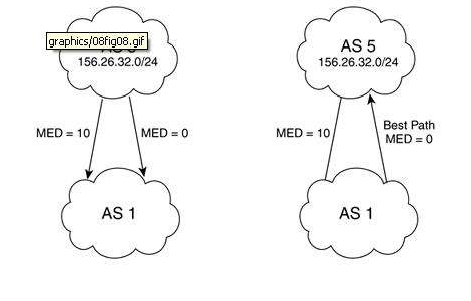 graphics/08fig08.gif
156.26.32.0/24
MED = 10
MED = 0
AS 1
AS 5
156.26.32.0/24
MED = 10
Best Path
MED = 0
AS 1